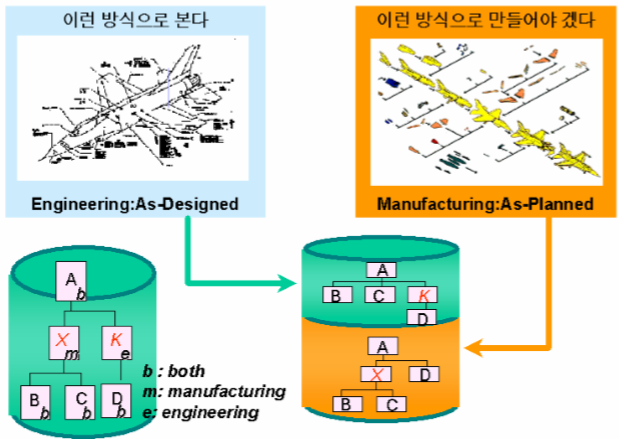 이런 방식으로 본다
이런 방식으로 만들어야 겠다
Engineering:As-Designed
Manufacturing:As-Planned
A
b
X
m
K
e
B
b
C
b
D
b
b : both
m: manufacturing
e: engineering
A
B C K
D
A
X D
B C